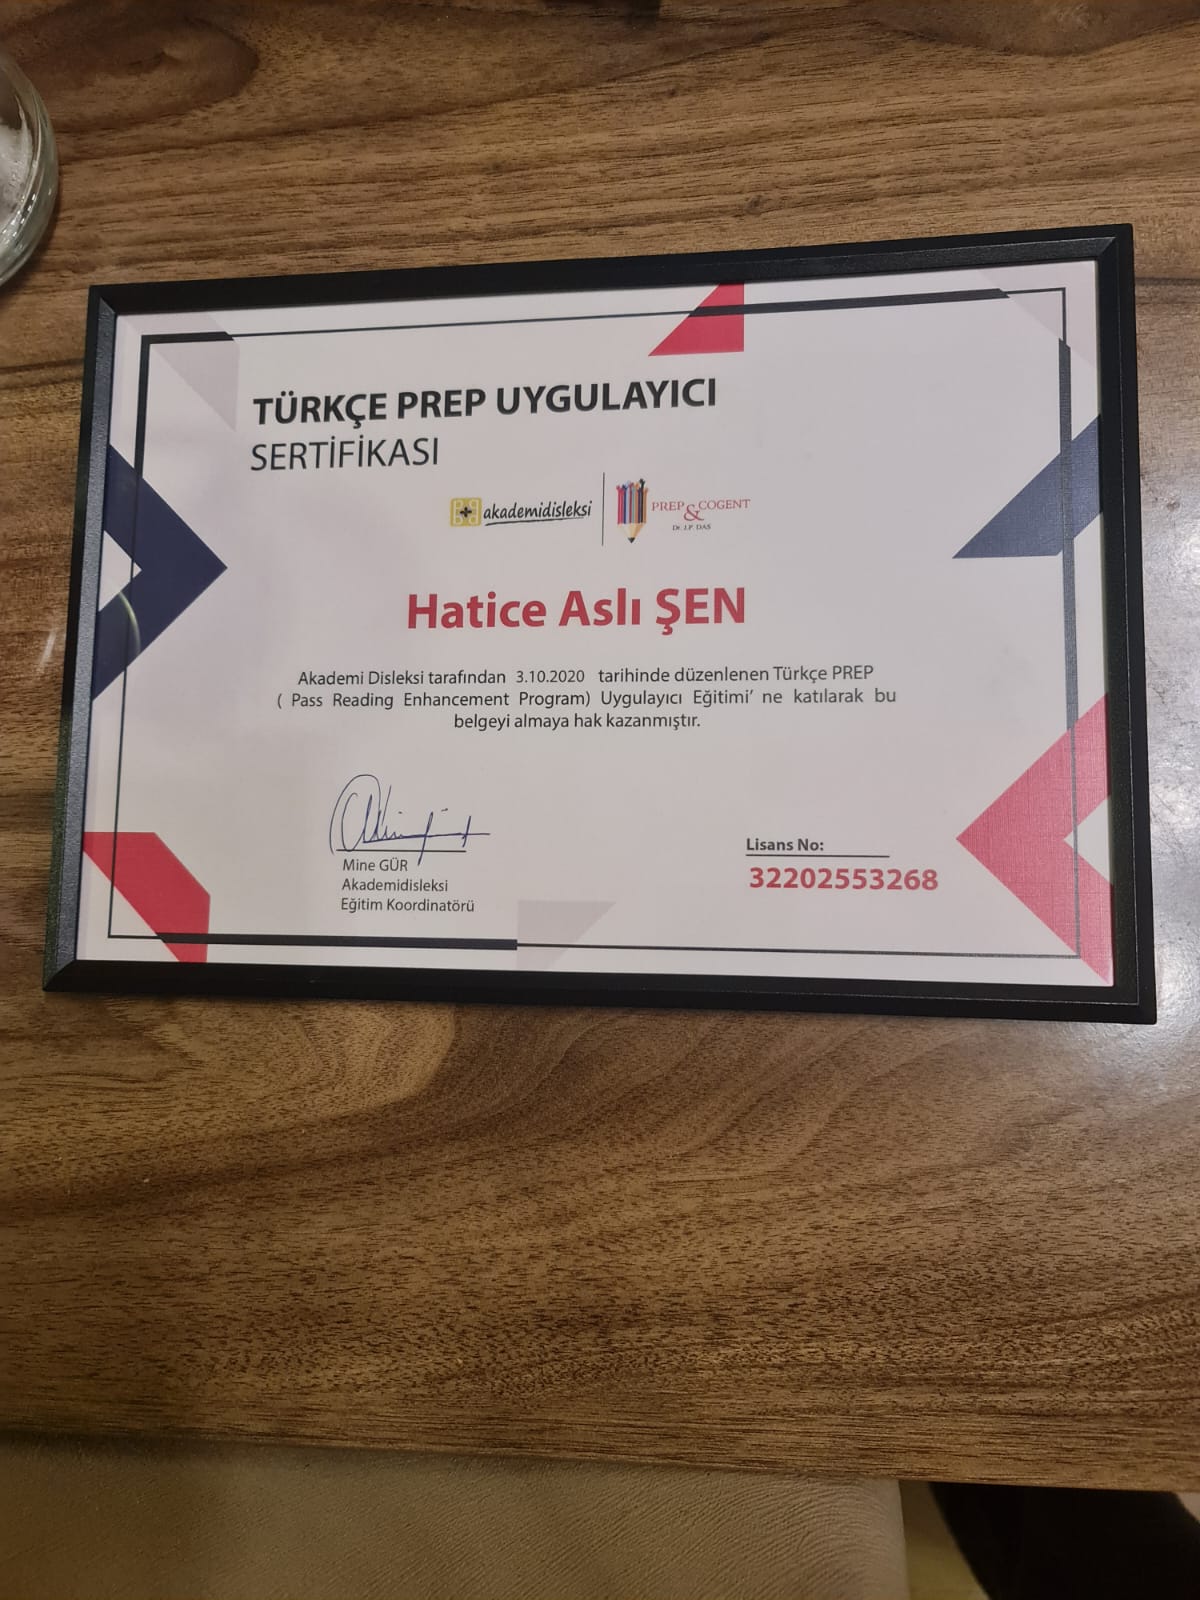 TÜRKÇE PREP UYGULAYICI
SERTİFİKASI
akademidisleksi
PREP & COGENT
Dr. J.P. DAS
Hatice Aslı ŞEN
Akademi Disleksi tarafından 3.10.2020 tarihinde düzenlenen Türkçe PREP
( Pass Reading Enhancement Program) Uygulayıcı Eğitimi' ne katılarak bu
belgeyi almaya hak kazanmıştır.
Mine GÜR
Akademidisleksi
Eğitim Koordinatörü
Lisans No:
32202553268